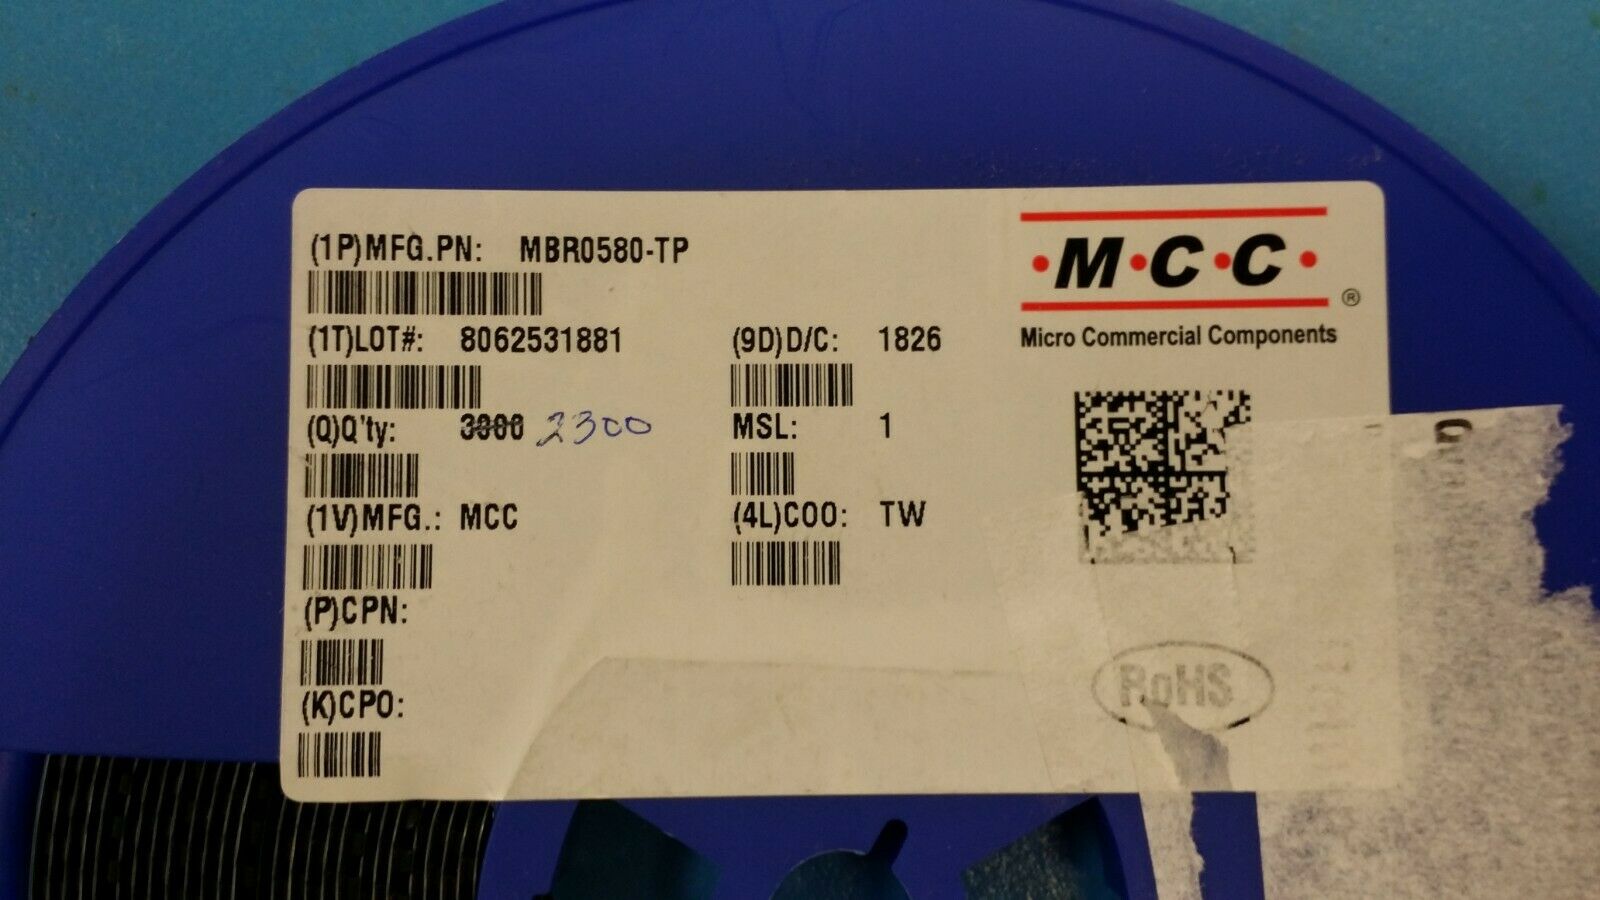 (1P)MFG.PN: MBR0580-TP
·M·C·C·®
Micro Commercial Components
(1T)LOT#: 8062531881
(9D)D/C: 1826
(Q)Q'ty: 3000 2300
MSL: 1
(1V)MFG.: MCC
(4L)COO: TW
(P)CPN:
(K)CPO:
RoHS